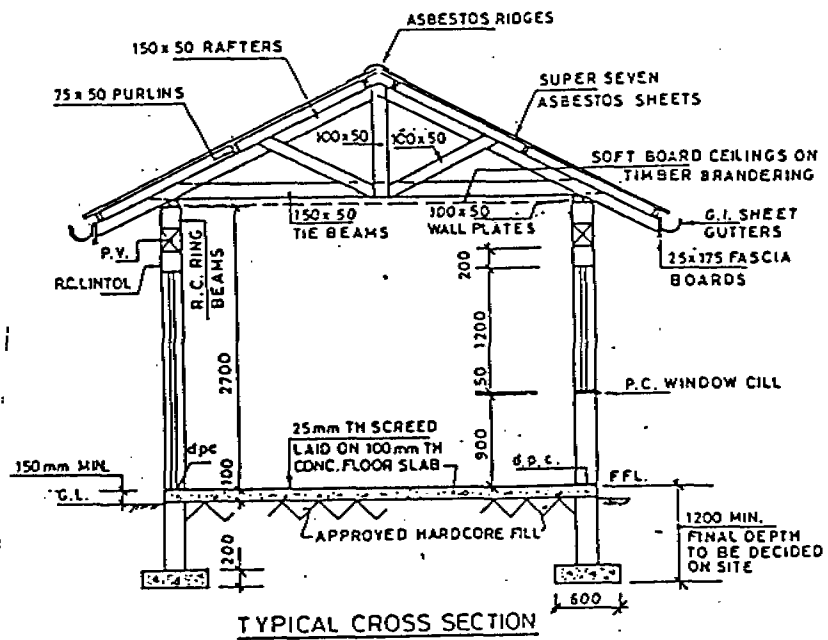 ASBESTOS RIDGES
150 x 50 RAFTERS
75 x 50 PURLINS
SUPER SEVEN
ASBESTOS SHEETS
100x50
100x50
SOFT BOARD CEILINGS ON
TIMBER BRANDERING
150x 50
TIE BEAMS
100x50
WALL PLATES
G.I. SHEET
GUTTERS
25x175 FASCIA
BOARDS
P.V.
R.C. LINTOL
R.C. RING
BEAMS
200
2700
1200
50
P.C. WINDOW CILL
900
25mm TH SCREED
LAID ON 100mm TH
CONC. FLOOR SLAB
dpc
d.p.c.
150mm MIN.
G.L.
100
FFL.
APPROVED HARDCORE FILL
1200 MIN.
FINAL DEPTH
TO BE DECIDED
ON SITE
200
600
TYPICAL CROSS SECTION